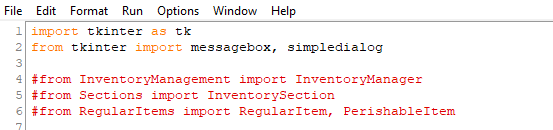 File Edit Format Run Options Window Help
1 import tkinter as tk
2 from tkinter import messagebox, simpledialog
3
4 #from InventoryManagement import InventoryManager
5 #from Sections import InventorySection
6 #from RegularItems import RegularItem, PerishableItem
7